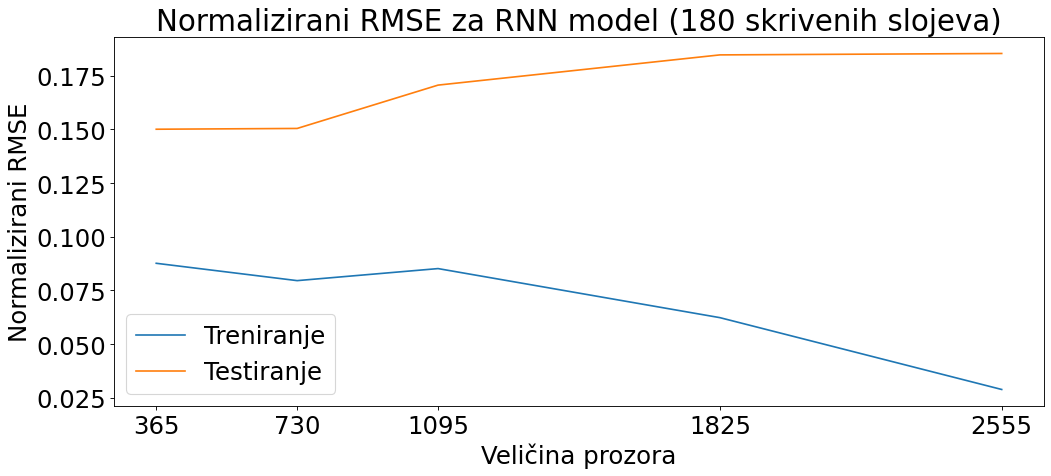 Normalizirani RMSE za RNN model (180 skrivenih slojeva)
Normalizirani RMSE
0.175
0.150
0.125
0.100
0.075
0.050
0.025
Treniranje
Testiranje
365 730 1095 1825 2555
Veličina prozora